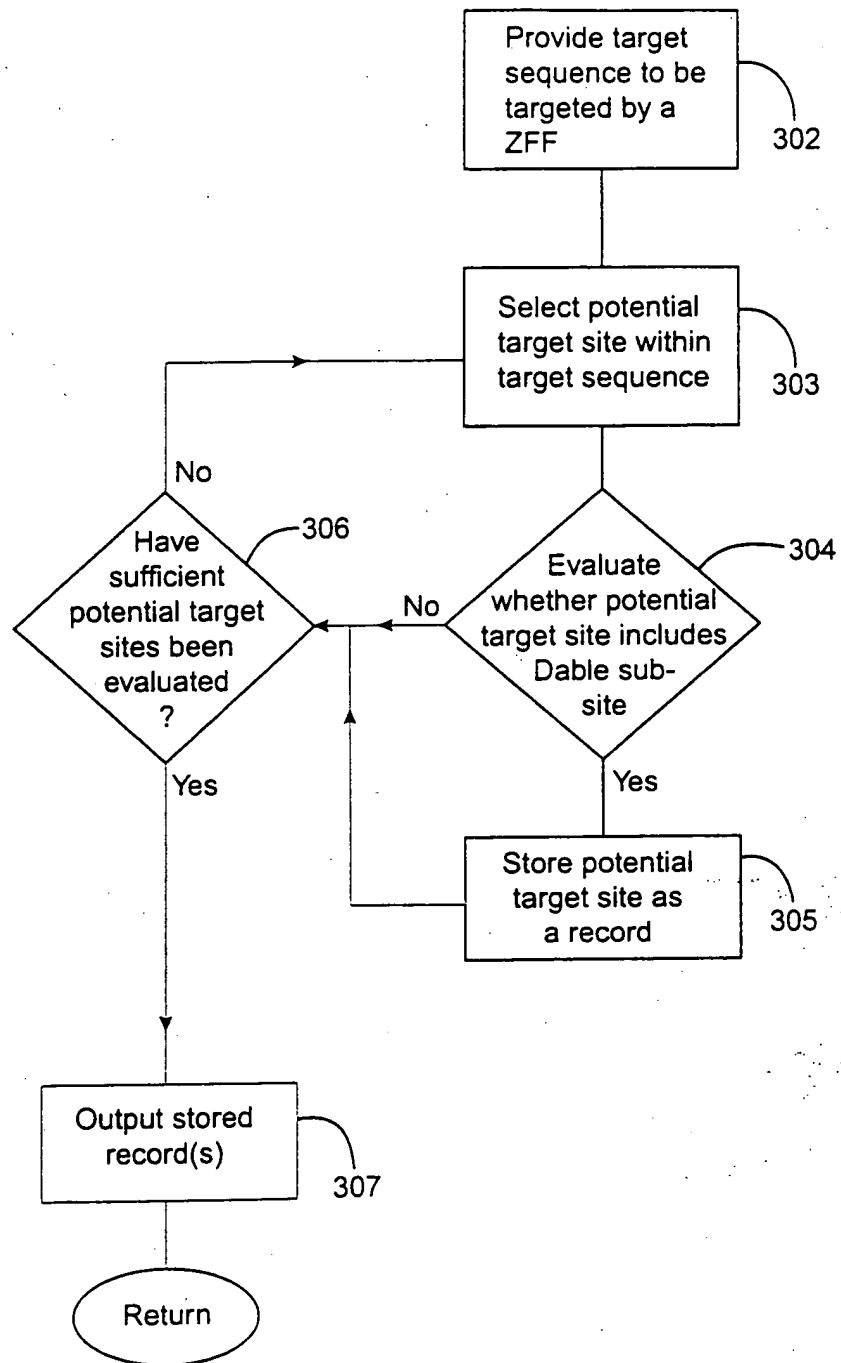 Provide target
sequence to be
targeted by a
ZFF
302
Select potential
target site within
target sequence
303
No
Have
sufficient
potential target
sites been
evaluated
?
306
No
Evaluate
whether potential
target site includes
Dable sub-
site
304
Yes
Yes
Store potential
target site as
a record
305
Output stored
record(s)
307
Return